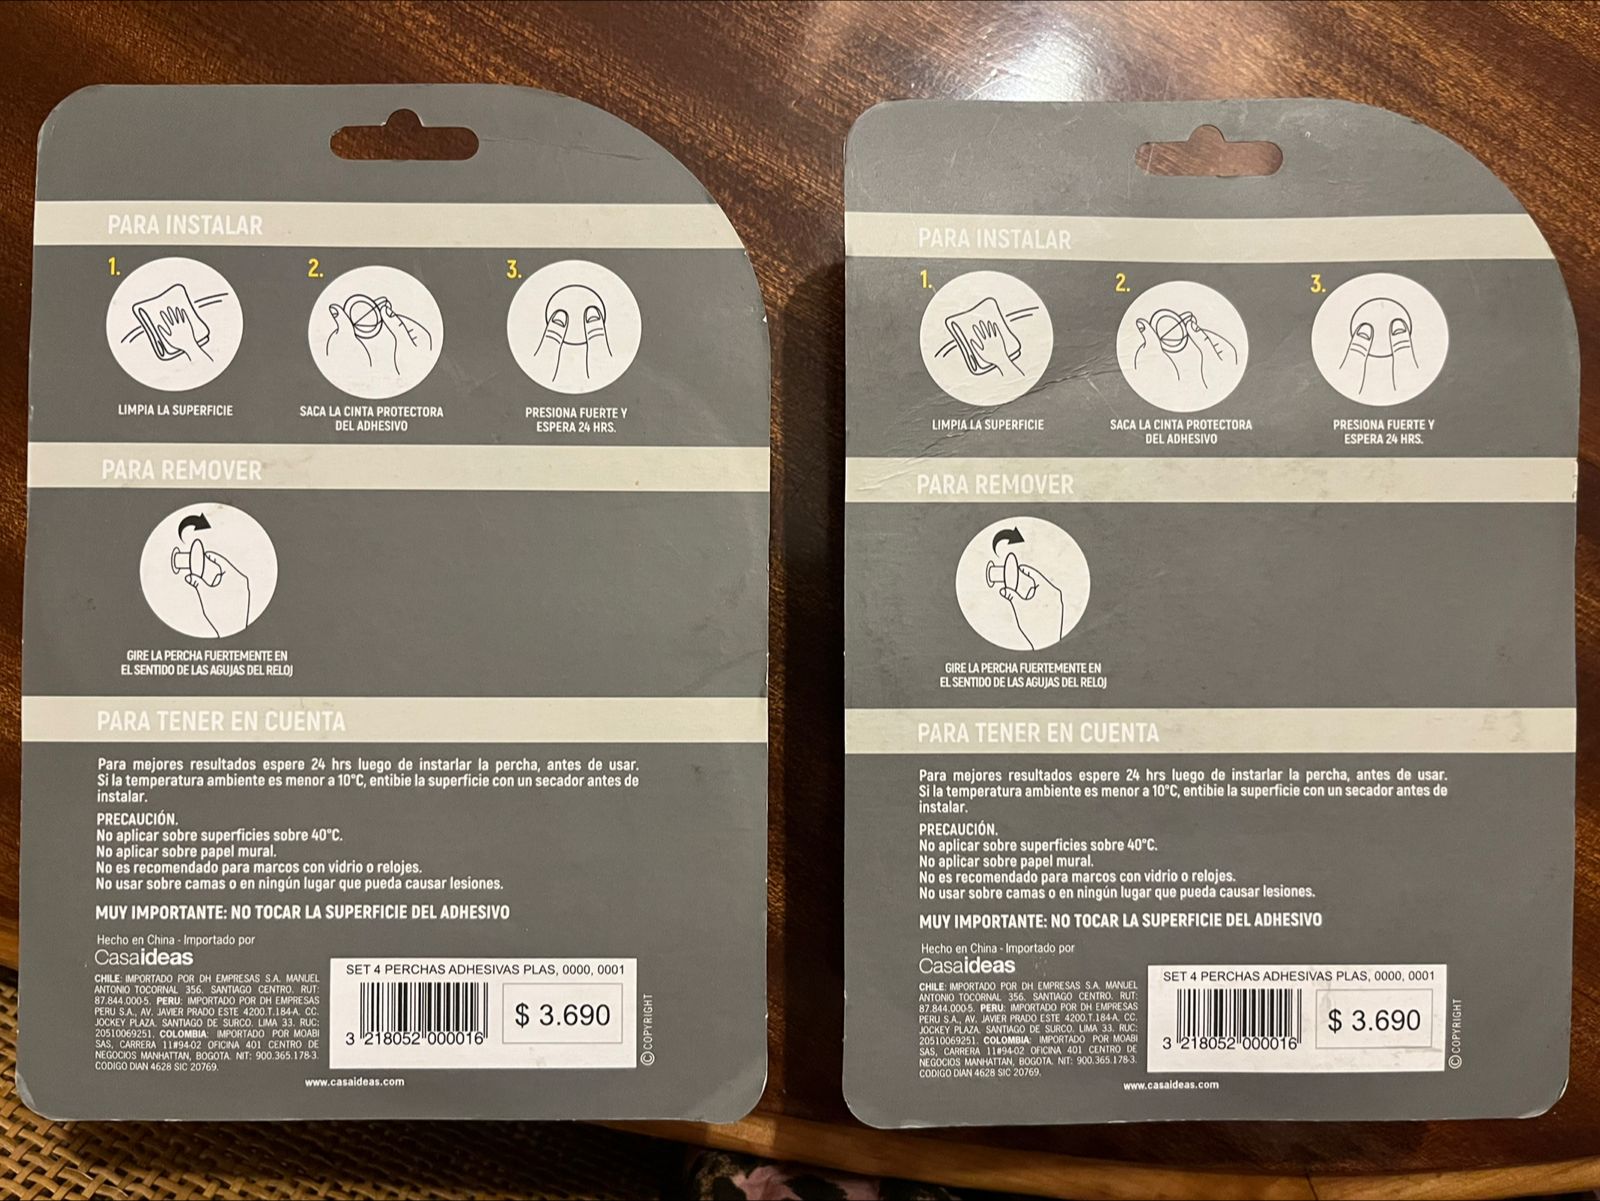 PARA INSTALAR
1.
2.
3.
LIMPIA LA SUPERFICIE
SACA LA CINTA PROTECTORA
DEL ADHESIVO
PRESIONA FUERTE Y
ESPERA 24 HRS.
PARA REMOVER
GIRE LA PERCHA FUERTEMENTE EN
EL SENTIDO DE LAS AGUJAS DEL RELOJ
PARA TENER EN CUENTA
Para mejores resultados espere 24 hrs luego de instarlar la percha, antes de usar.
Si la temperatura ambiente es menor a 10°C, entibie la superficie con un secador antes de
instalar.
PRECAUCIÓN.
No aplicar sobre superficies sobre 40°C.
No aplicar sobre papel mural.
No es recomendado para marcos con vidrio o relojes.
No usar sobre camas o en ningún lugar que pueda causar lesiones.
MUY IMPORTANTE: NO TOCAR LA SUPERFICIE DEL ADHESIVO
Hecho en China - Importado por
Casaideas
CHILE: IMPORTADO POR DH EMPRESAS S.A. MANUEL
ANTONIO TOCORNAL 356. SANTIAGO CENTRO. RUT:
87.844.000-5. PERU: IMPORTADO POR DH EMPRESAS
PERU S.A., AV. JAVIER PRADO ESTE 4200.T.184-A. CC.
JOCKEY PLAZA. SANTIAGO DE SURCO. LIMA 33. RUC:
20510069251. COLOMBIA: IMPORTADO POR MOABI
SAS, CARRERA 11#94-02 OFICINA 401 CENTRO DE
NEGOCIOS MANHATTAN, BOGOTA. NIT: 900.365.178-3.
CODIGO DIAN 4628 SIC 20769.
SET 4 PERCHAS ADHESIVAS PLAS, 0000, 0001
$ 3.690
3 218052 000016
© COPYRIGHT
www.casaideas.com
PARA INSTALAR
1.
2.
3.
LIMPIA LA SUPERFICIE
SACA LA CINTA PROTECTORA
DEL ADHESIVO
PRESIONA FUERTE Y
ESPERA 24 HRS.
PARA REMOVER
GIRE LA PERCHA FUERTEMENTE EN
EL SENTIDO DE LAS AGUJAS DEL RELOJ
PARA TENER EN CUENTA
Para mejores resultados espere 24 hrs luego de instarlar la percha, antes de usar.
Si la temperatura ambiente es menor a 10°C, entibie la superficie con un secador antes de
instalar.
PRECAUCIÓN.
No aplicar sobre superficies sobre 40°C.
No aplicar sobre papel mural.
No es recomendado para marcos con vidrio o relojes.
No usar sobre camas o en ningún lugar que pueda causar lesiones.
MUY IMPORTANTE: NO TOCAR LA SUPERFICIE DEL ADHESIVO
Hecho en China - Importado por
Casaideas
CHILE: IMPORTADO POR DH EMPRESAS S.A. MANUEL
ANTONIO TOCORNAL 356. SANTIAGO CENTRO. RUT:
87.844.000-5. PERU: IMPORTADO POR DH EMPRESAS
PERU S.A., AV. JAVIER PRADO ESTE 4200.T.184-A. CC.
JOCKEY PLAZA. SANTIAGO DE SURCO. LIMA 33. RUC:
20510069251. COLOMBIA: IMPORTADO POR MOABI
SAS, CARRERA 11#94-02 OFICINA 401 CENTRO DE
NEGOCIOS MANHATTAN, BOGOTA. NIT: 900.365.178-3.
CODIGO DIAN 4628 SIC 20769.
SET 4 PERCHAS ADHESIVAS PLAS, 0000, 0001
$ 3.690
3 218052 000016
© COPYRIGHT
www.casaideas.com